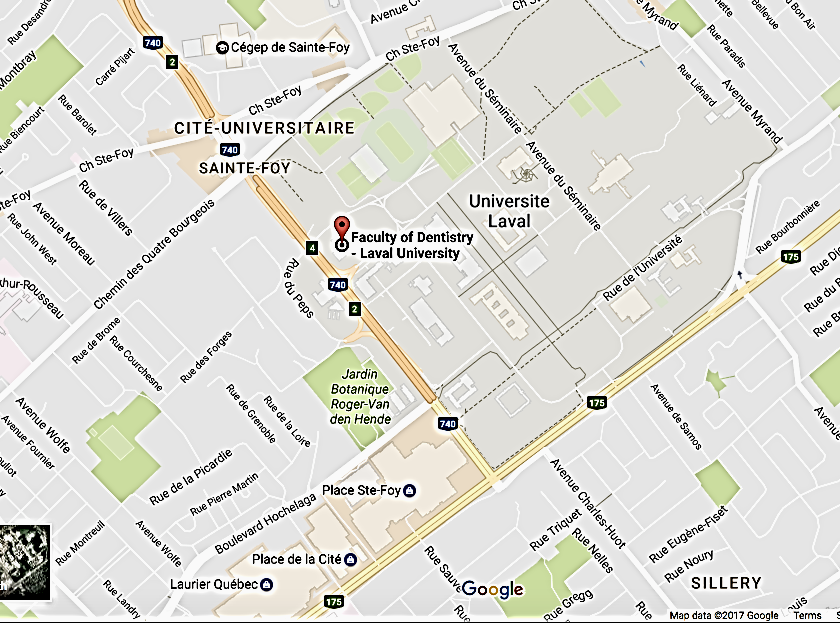 Rue Desandre
Montbray
Carré Pijart
740
2
Cégep de Sainte-Foy
Avenue C
Ch Ste-Foy
Myrand
Rue Paradis
Bellevue
Bon Air
Rue Biencourt
Rue Barolet
Ch Ste-Foy
Avenue du Séminaire
Rue Liénard
Avenue Myrand
CITÉ-UNIVERSITAIRE
740
SAINTE-FOY
Ch Ste-Foy
e-Foy
Rue de Villers
Avenue Moreau
Rue John West
Chemin des Quatre Bourgeois
Avenue du Séminaire
Universite
Laval
Faculty of Dentistry
- Laval University
4
Rue du Peps
740
2
Rue de l'Université
Rue Bourbonnière
175
thur-Rousseau
Rue de Brome
Rue Courchesne
Rue des Forges
Jardin
Botanique
Roger-Van
den Hende
Avenue Wolfe
Avenue Fournier
Rue de Grenoble
Rue de la Loire
740
175
Avenue de Samos
Rue de la Picardie
Rue Pierre Martin
Boulevard Hochelaga
Place Ste-Foy
Avenue Charles-Huot
Rue Montreuil
Avenue Wolfe
Rue Landry
Place de la Cité
Laurier Québec
175
Rue Triquet
Rue Nelles
Rue Eugène-Fiset
Rue Noury
Rue Gregg
SILLERY
Google
Map data ©2017 Google
Terms